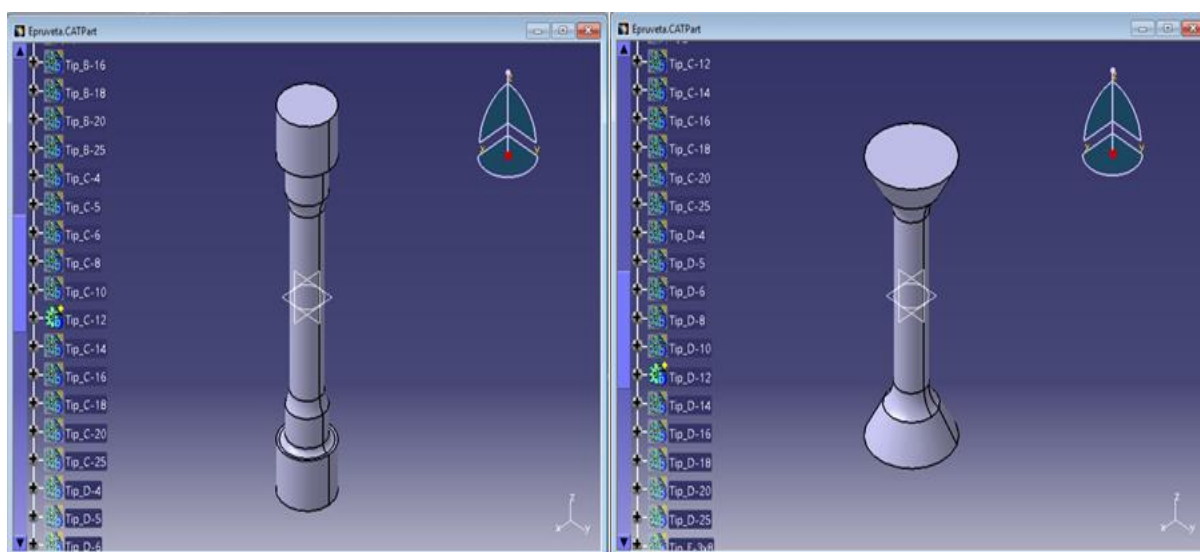 Epruveta.CATPart
Tip_B-16
Tip_B-18
Tip_B-20
Tip_B-25
Tip_C-4
Tip_C-5
Tip_C-6
Tip_C-8
Tip_C-10
Tip_C-12
Tip_C-14
Tip_C-16
Tip_C-18
Tip_C-20
Tip_C-25
Tip_D-4
Tip_D-5
Tip_D-6
z
x
y
z
x
y
Epruveta.CATPart
Tip_C-12
Tip_C-14
Tip_C-16
Tip_C-18
Tip_C-20
Tip_C-25
Tip_D-4
Tip_D-5
Tip_D-6
Tip_D-8
Tip_D-10
Tip_D-12
Tip_D-14
Tip_D-16
Tip_D-18
Tip_D-20
Tip_D-25
z
x
y
z
x
y